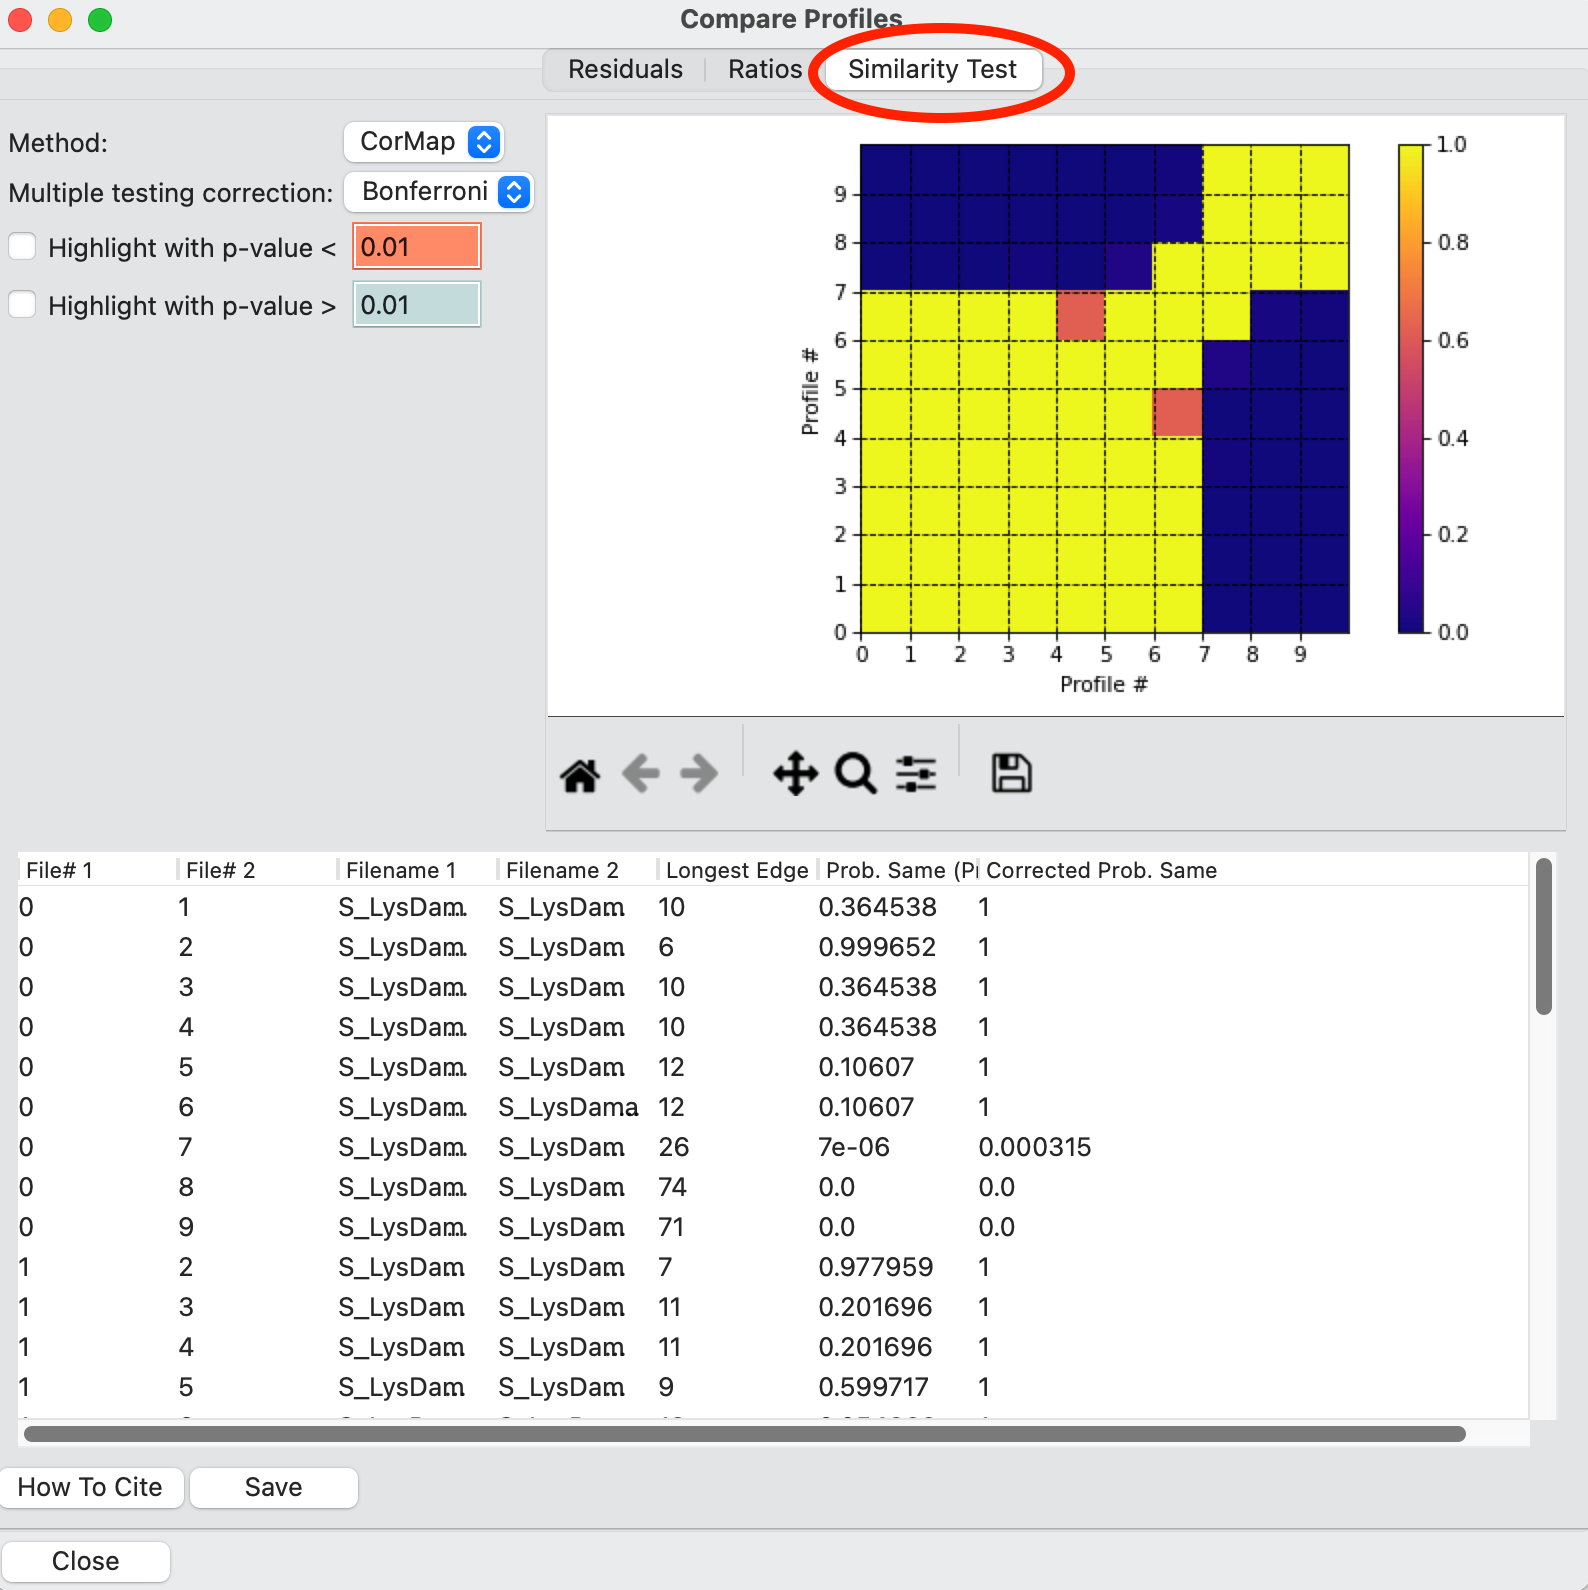 Compare Profiles
Residuals Ratios Similarity Test
Method: CorMap
Multiple testing correction: Bonferroni
Highlight with p-value < 0.01
Highlight with p-value > 0.01
9
8
7
6
5
4
3
2
1
0
Profile #
0 1 2 3 4 5 6 7 8 9
Profile #
1.0
0.8
0.6
0.4
0.2
0.0
File# 1 File# 2 Filename 1 Filename 2 Longest Edge Prob. Same (Pr Corrected Prob. Same
0 1 S_LysDam... S_LysDam 10 0.364538 1
0 2 S_LysDam... S_LysDam 6 0.999652 1
0 3 S_LysDam... S_LysDam 10 0.364538 1
0 4 S_LysDam... S_LysDam 10 0.364538 1
0 5 S_LysDam... S_LysDam 12 0.10607 1
0 6 S_LysDam... S_LysDama 12 0.10607 1
0 7 S_LysDam... S_LysDam 26 7e-06 0.000315
0 8 S_LysDam... S_LysDam 74 0.0 0.0
0 9 S_LysDam... S_LysDam 71 0.0 0.0
1 2 S_LysDam S_LysDam 7 0.977959 1
1 3 S_LysDam S_LysDam 11 0.201696 1
1 4 S_LysDam S_LysDam 11 0.201696 1
1 5 S_LysDam S_LysDam 9 0.599717 1
How To Cite Save
Close